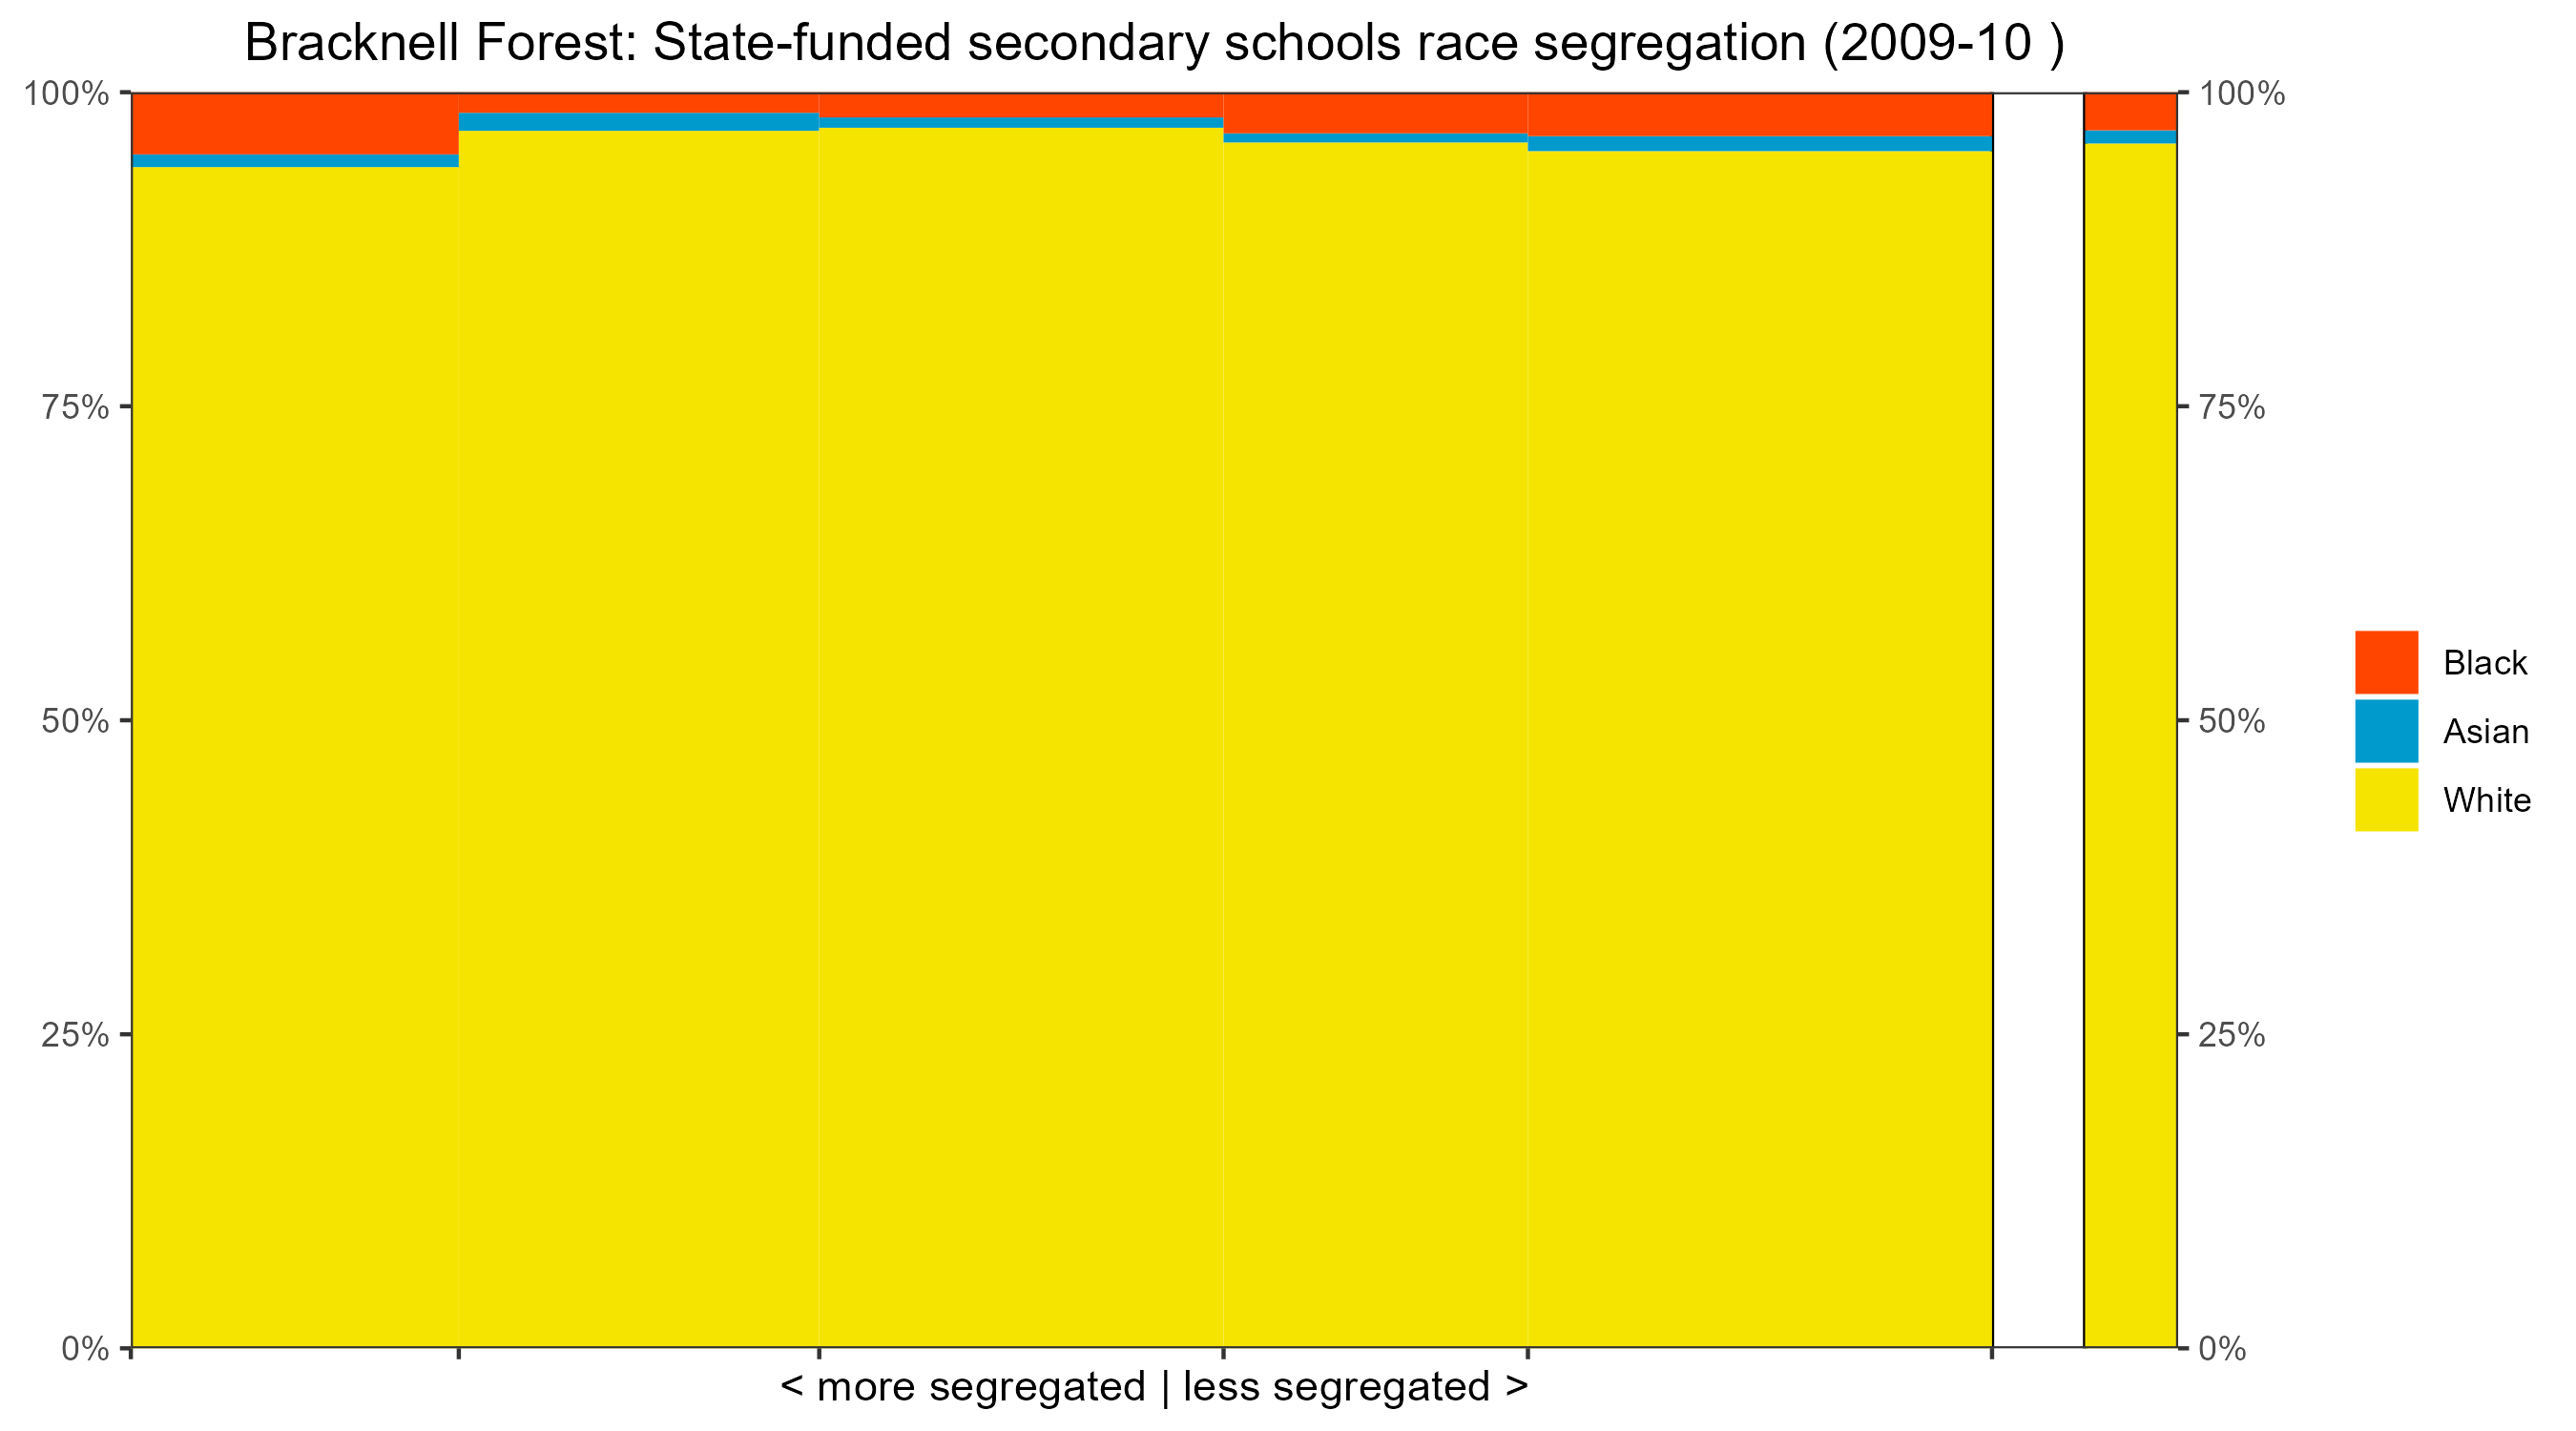 Bracknell Forest: State-funded secondary schools race segregation (2009-10 )
100%
75%
50%
25%
0%
100%
75%
50%
25%
0%
Black
Asian
White
< more segregated | less segregated >